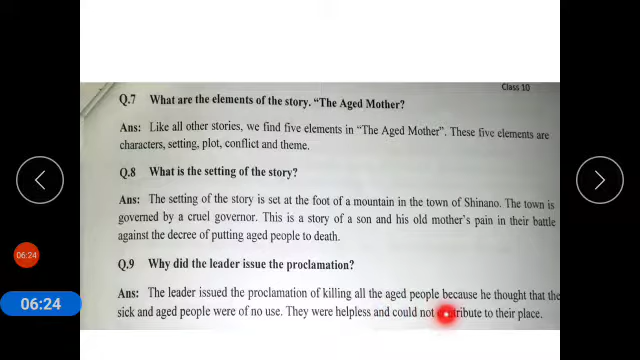 Class 10
Q.7 What are the elements of the story. “The Aged Mother?
Ans: Like all other stories, we find five elements in “The Aged Mother”. These five elements are
characters, setting, plot, conflict and theme.
Q.8 What is the setting of the story?
Ans: The setting of the story is set at the foot of a mountain in the town of Shinano. The town is
governed by a cruel governor. This is a story of a son and his old mother’s pain in their battle
against the decree of putting aged people to death.
06:24
Q.9 Why did the leader issue the proclamation?
06:24
Ans: The leader issued the proclamation of killing all the aged people because he thought that the
sick and aged people were of no use. They were helpless and could not contribute to their place.